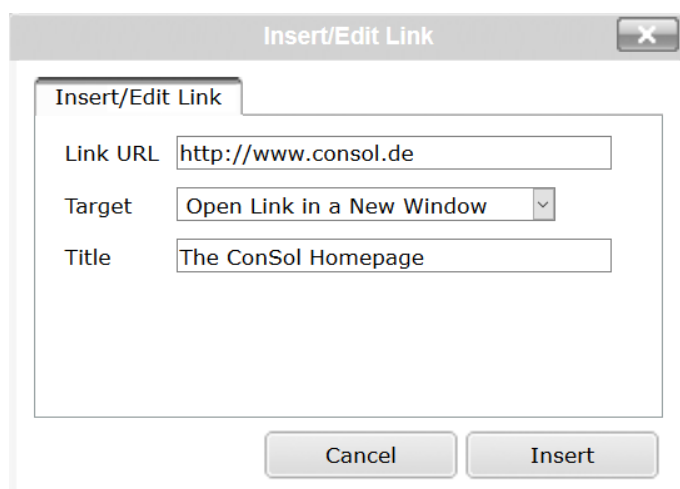 Insert/Edit Link
Insert/Edit Link
Link URL http://www.consol.de
Target Open Link in a New Window
Title The ConSol Homepage
Cancel Insert